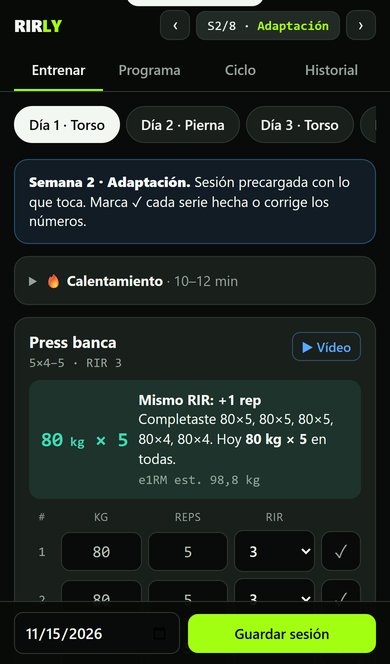 RIRLY
‹ S2/8 · Adaptación ›
Entrenar Programa Ciclo Historial
Día 1 · Torso Día 2 · Pierna Día 3 · Torso
Semana 2 · Adaptación. Sesión precargada con lo
que toca. Marca ✓ cada serie hecha o corrige los
números.
▶ 🔥 Calentamiento · 10–12 min
Press banca
▶ Vídeo
5×4–5 · RIR 3
Mismo RIR: +1 rep
80 kg × 5
Completaste 80×5, 80×5, 80×5,
80×4, 80×4. Hoy 80 kg × 5 en
todas.
e1RM est. 98,8 kg
# KG REPS RIR
1 80 5 3 ✓
2 80 5 3 ✓
11/15/2026 Guardar sesión